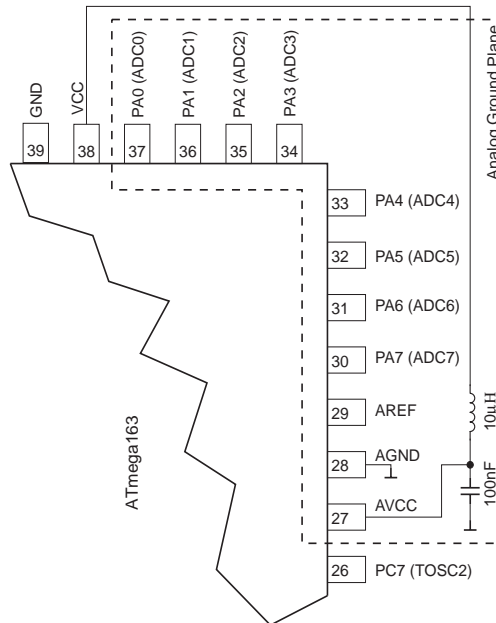 Analog Ground Plane
GND
VCC
PA0 (ADC0)
PA1 (ADC1)
PA2 (ADC2)
PA3 (ADC3)
39
38
37
36
35
34
33
PA4 (ADC4)
32
PA5 (ADC5)
31
PA6 (ADC6)
30
PA7 (ADC7)
29
AREF
10μH
28
AGND
27
AVCC
100nF
26
PC7 (TOSC2)
ATmega163